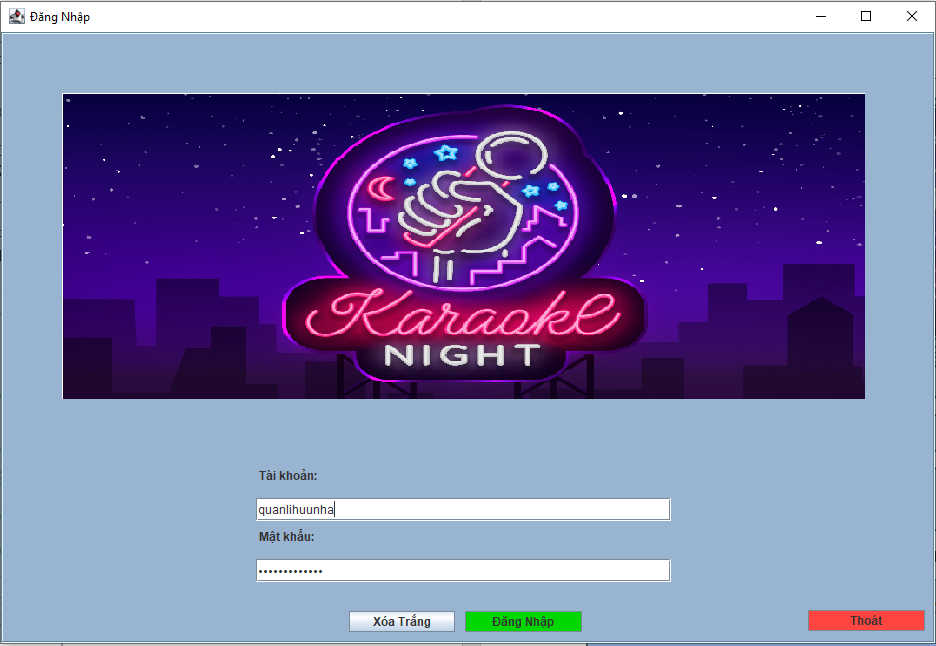 Đăng Nhập
Karaoke
NIGHT
Tài khoản:
quanlihuunha
Mật khẩu:
•••••••••••••
Xóa Trắng
Đăng Nhập
Thoát